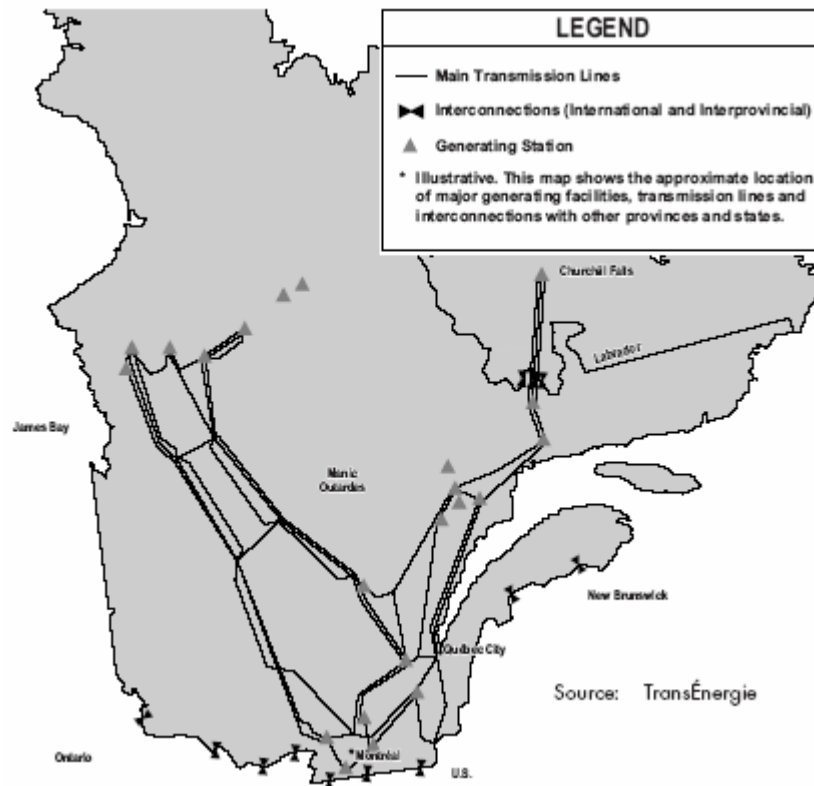 LEGEND
Main Transmission Lines
Interconnections (International and Interprovincial)
Generating Station
* Illustrative. This map shows the approximate location
of major generating facilities, transmission lines and
interconnections with other provinces and states.
Churchill Falls
Labrador
James Bay
Manic
Outardes
New Brunswick
Québec City
Source: TransÉnergie
Ontario
*Montréal
U.S.